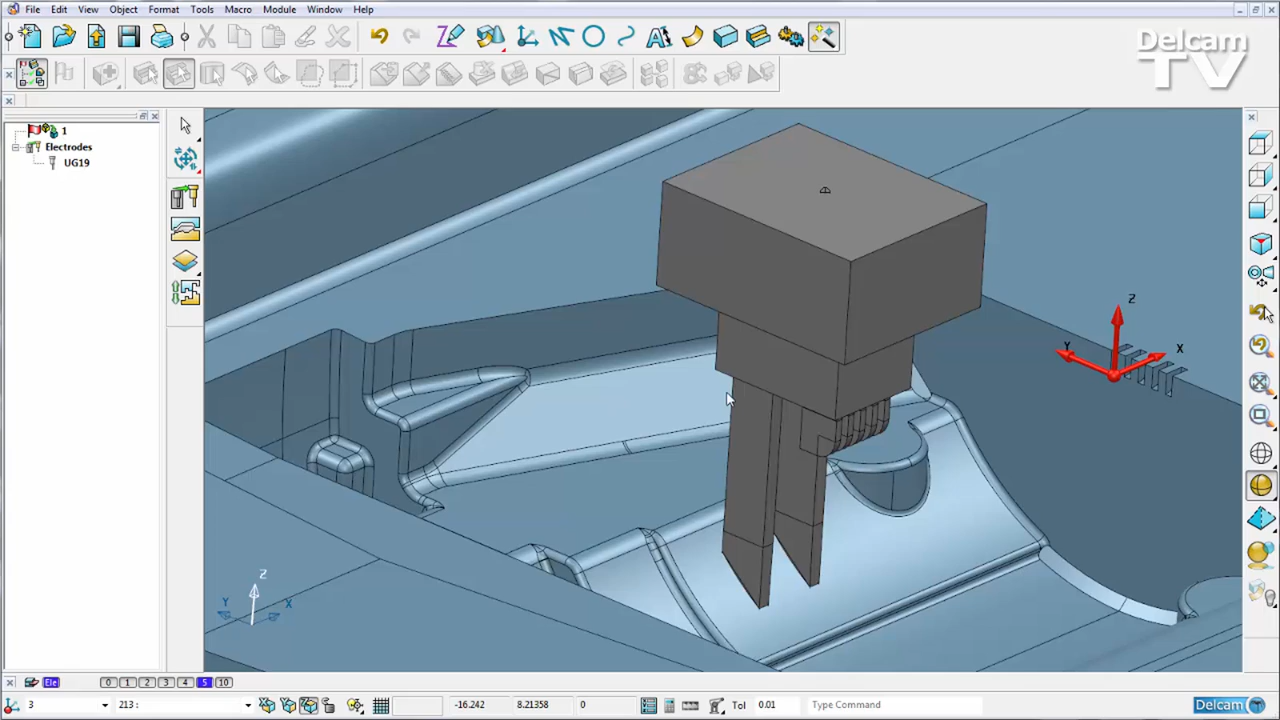 File Edit View Object Format Tools Macro Module Window Help
Delcam
TV
1
Electrodes
UG19
Z
Y X
Z
Y X
Ele 0 1 2 3 4 5 10
3 213: -16.242 8.21358 0 Tol 0.01 Type Command Delcam